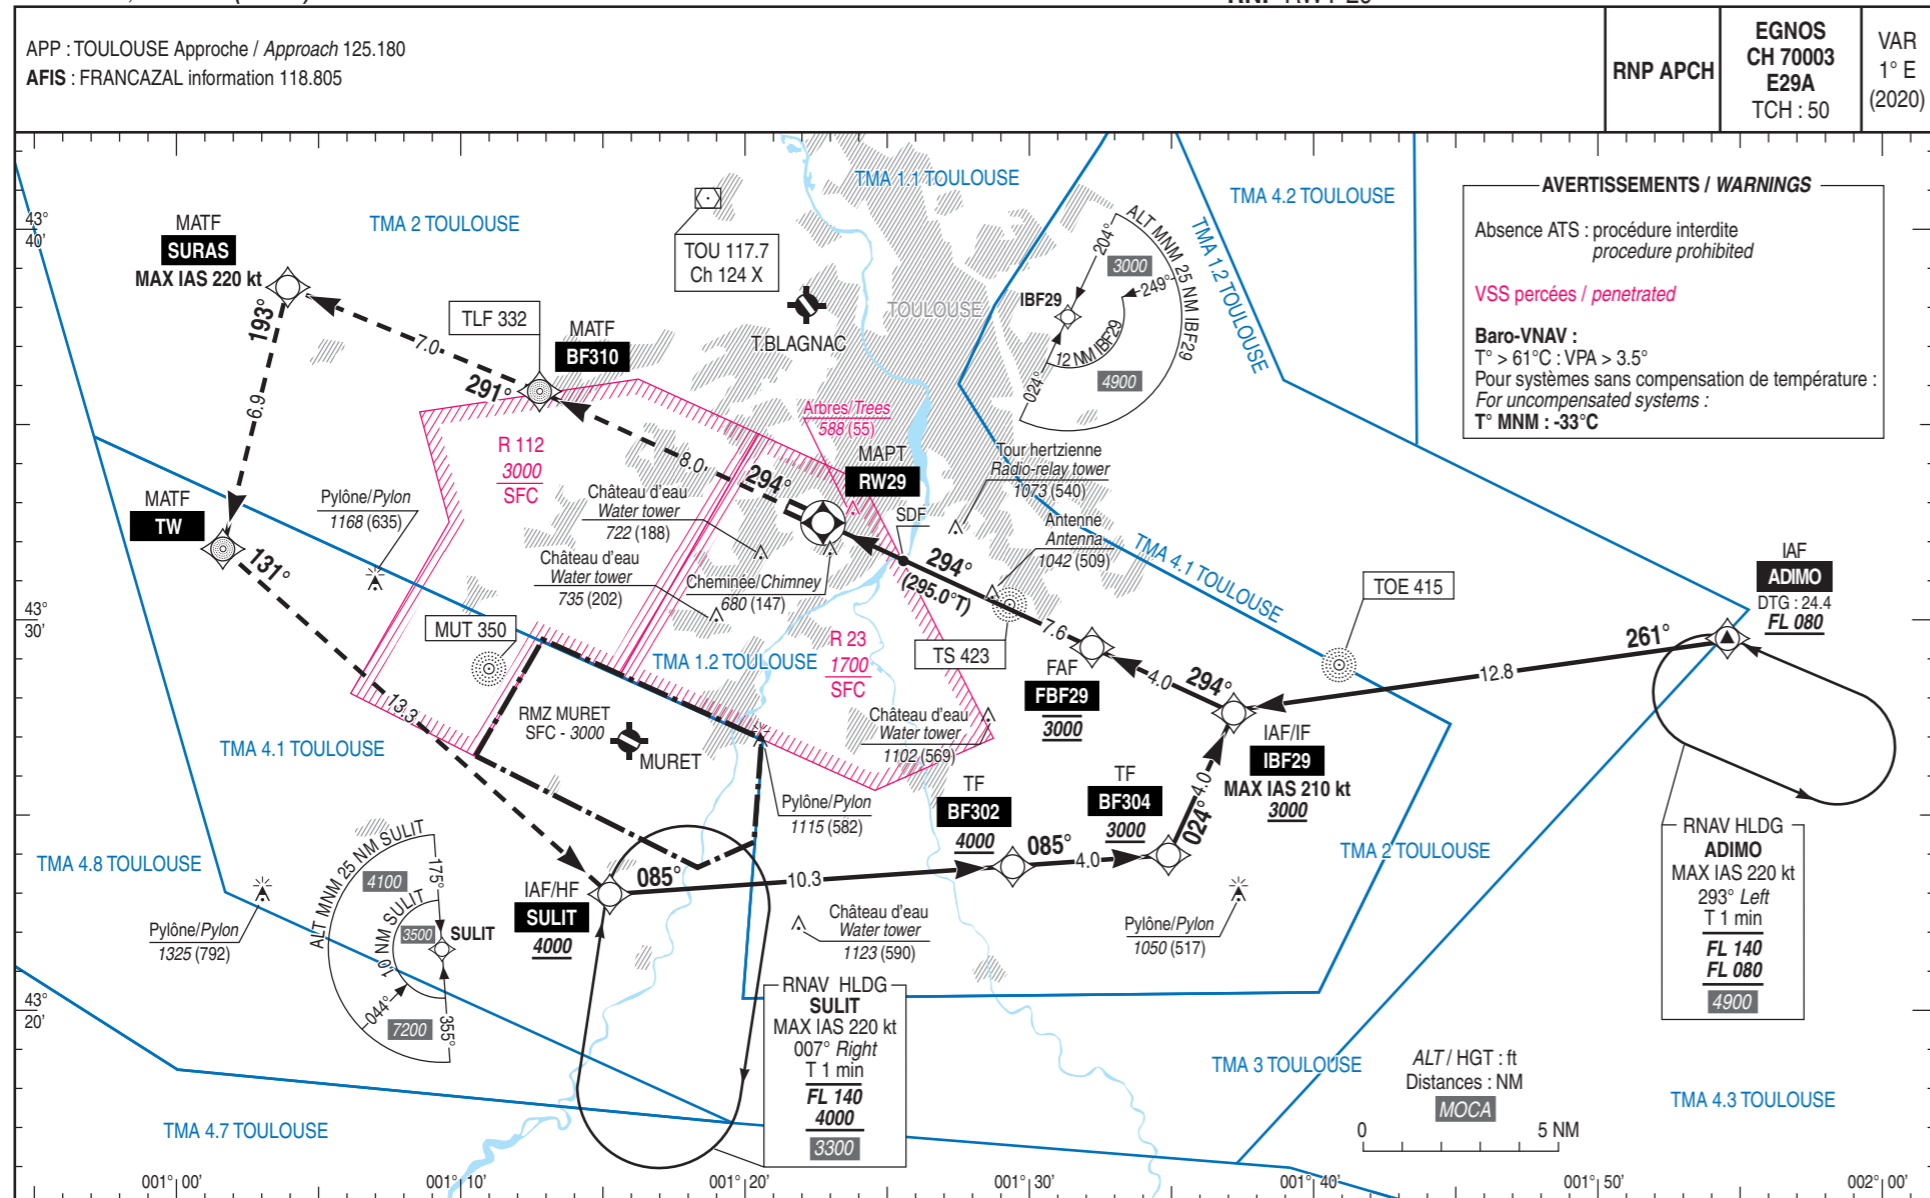 APP : TOULOUSE Approche / Approach 125.180
AFIS : FRANCAZAL information 118.805
RNP APCH
EGNOS
CH 70003
E29A
TCH : 50
VAR
1° E
(2020)
43°
40'
MATF
SURAS
MAX IAS 220 kt
TMA 2 TOULOUSE
TOU 117.7
Ch 124 X
TMA 1.1 TOULOUSE
TMA 4.2 TOULOUSE
TMA 1.2 TOULOUSE
AVERTISSEMENTS / WARNINGS
Absence ATS : procédure interdite
procedure prohibited
VSS percées / penetrated
Baro-VNAV :
T° > 61°C : VPA > 3.5°
Pour systèmes sans compensation de température :
For uncompensated systems :
T° MNM : -33°C
ALT MNM 25 NM IBF29
204°
3000
249°
IBF29
12 NM IBF29
024°
4900
TOULOUSE
T.BLAGNAC
TLF 332
MATF
BF310
7.0
291°
193°
6.9
R 112
3000
SFC
8.0
294°
Arbres/Trees
588 (55)
MAPT
RW29
SDF
Tour hertzienne
Radio-relay tower
1073 (540)
Antenne
Antenna
1042 (509)
TMA 4.1 TOULOUSE
MATF
TW
131°
Pylône/Pylon
1168 (635)
Château d'eau
Water tower
722 (188)
Château d'eau
Water tower
735 (202)
Cheminée/Chimney
680 (147)
294°
(295.0°T)
7.6
43°
30'
MUT 350
TMA 1.2 TOULOUSE
R 23
1700
SFC
TS 423
FAF
FBF29
3000
4.0
294°
TOE 415
IAF
ADIMO
DTG : 24.4
FL 080
261°
12.8
13.3
RMZ MURET
SFC - 3000
MURET
Château d'eau
Water tower
1102 (569)
TMA 4.1 TOULOUSE
IAF/IF
IBF29
MAX IAS 210 kt
3000
Pylône/Pylon
1115 (582)
TF
BF302
4000
TF
BF304
3000
4.0
024°
085°
4.0
TMA 2 TOULOUSE
RNAV HLDG
ADIMO
MAX IAS 220 kt
293° Left
T 1 min
FL 140
FL 080
4900
TMA 4.8 TOULOUSE
Pylône/Pylon
1325 (792)
ALT MNM 25 NM SULIT
4100
175°
10 NM SULIT
3500
SULIT
044°
7200
355°
IAF/HF
SULIT
4000
085°
10.3
Château d'eau
Water tower
1123 (590)
Pylône/Pylon
1050 (517)
43°
20'
RNAV HLDG
SULIT
MAX IAS 220 kt
007° Right
T 1 min
FL 140
4000
3300
TMA 3 TOULOUSE
ALT / HGT : ft
Distances : NM
MOCA
0 5 NM
TMA 4.3 TOULOUSE
TMA 4.7 TOULOUSE
001° 00' 001° 10' 001° 20' 001° 30' 001° 40' 001° 50' 002° 00'